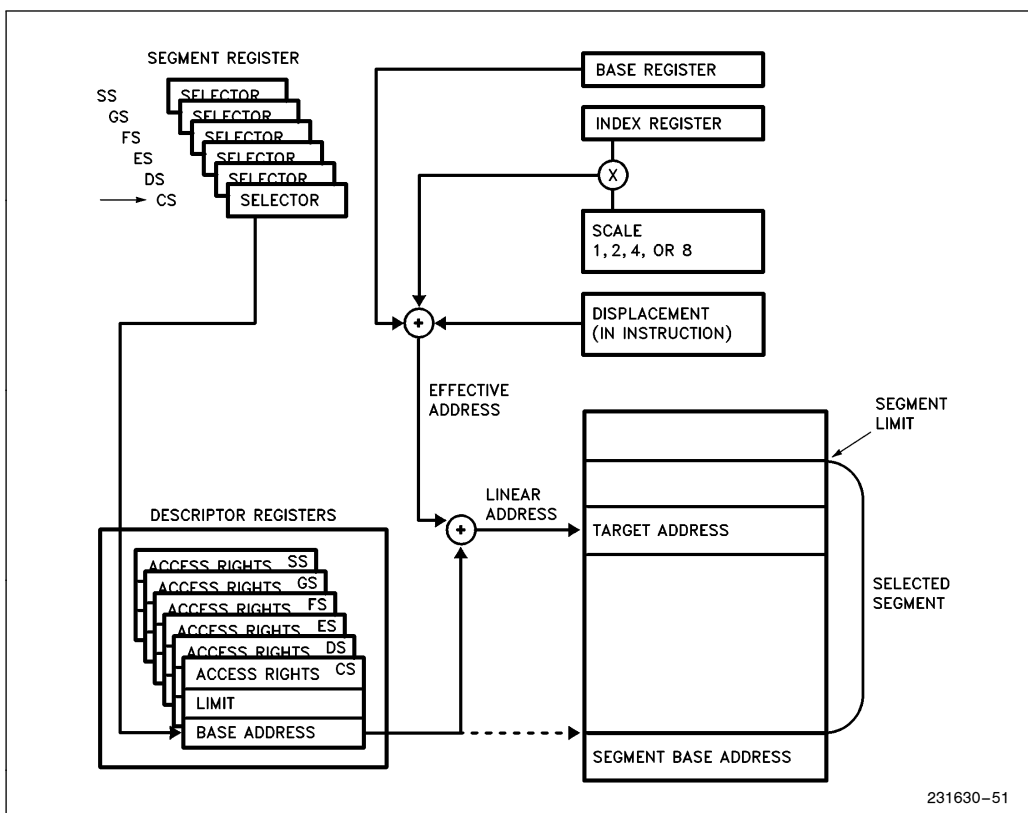 SEGMENT REGISTER
SS
GS
FS
ES
DS
CS
SELECTOR
SELECTOR
SELECTOR
SELECTOR
SELECTOR
SELECTOR
BASE REGISTER
INDEX REGISTER
X
SCALE
1, 2, 4, OR 8
DISPLACEMENT
(IN INSTRUCTION)
+
EFFECTIVE
ADDRESS
SEGMENT
LIMIT
LINEAR
ADDRESS
+
TARGET ADDRESS
SELECTED
SEGMENT
SEGMENT BASE ADDRESS
DESCRIPTOR REGISTERS
ACCESS RIGHTS SS
ACCESS RIGHTS GS
ACCESS RIGHTS FS
ACCESS RIGHTS ES
ACCESS RIGHTS DS
ACCESS RIGHTS CS
LIMIT
BASE ADDRESS
231630–51